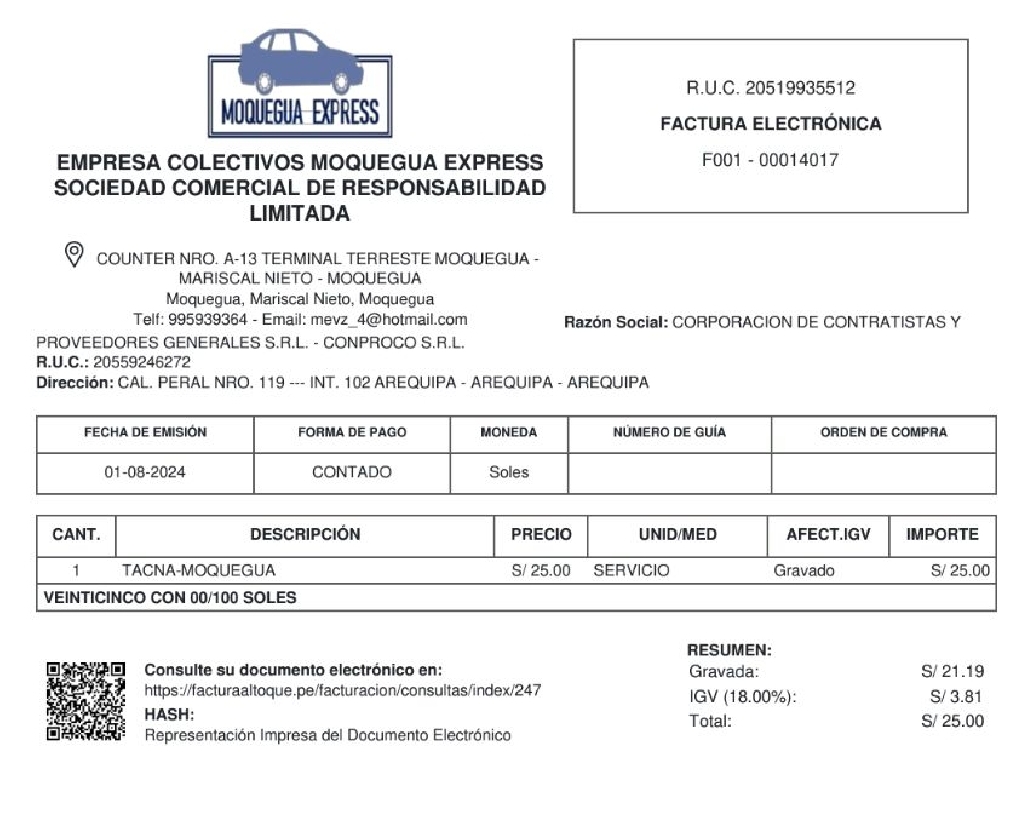 MOQUEGUA EXPRESS
EMPRESA COLECTIVOS MOQUEGUA EXPRESS
SOCIEDAD COMERCIAL DE RESPONSABILIDAD
LIMITADA
R.U.C. 20519935512
FACTURA ELECTRÓNICA
F001 - 00014017
COUNTER NRO. A-13 TERMINAL TERRESTE MOQUEGUA -
MARISCAL NIETO - MOQUEGUA
Moquegua, Mariscal Nieto, Moquegua
Telf: 995939364 - Email: mevz_4@hotmail.com
Razón Social: CORPORACION DE CONTRATISTAS Y
PROVEEDORES GENERALES S.R.L. - CONPROCO S.R.L.
R.U.C.: 20559246272
Dirección: CAL. PERAL NRO. 119 --- INT. 102 AREQUIPA - AREQUIPA - AREQUIPA
FECHA DE EMISIÓN FORMA DE PAGO MONEDA NÚMERO DE GUÍA ORDEN DE COMPRA
01-08-2024 CONTADO Soles
CANT. DESCRIPCIÓN PRECIO UNID/MED AFECT.IGV IMPORTE
1 TACNA-MOQUEGUA S/ 25.00 SERVICIO Gravado S/ 25.00
VEINTICINCO CON 00/100 SOLES
Consulte su documento electrónico en:
https://facturaaltoque.pe/facturacion/consultas/index/247
HASH:
Representación Impresa del Documento Electrónico
RESUMEN:
Gravada: S/ 21.19
IGV (18.00%): S/ 3.81
Total: S/ 25.00